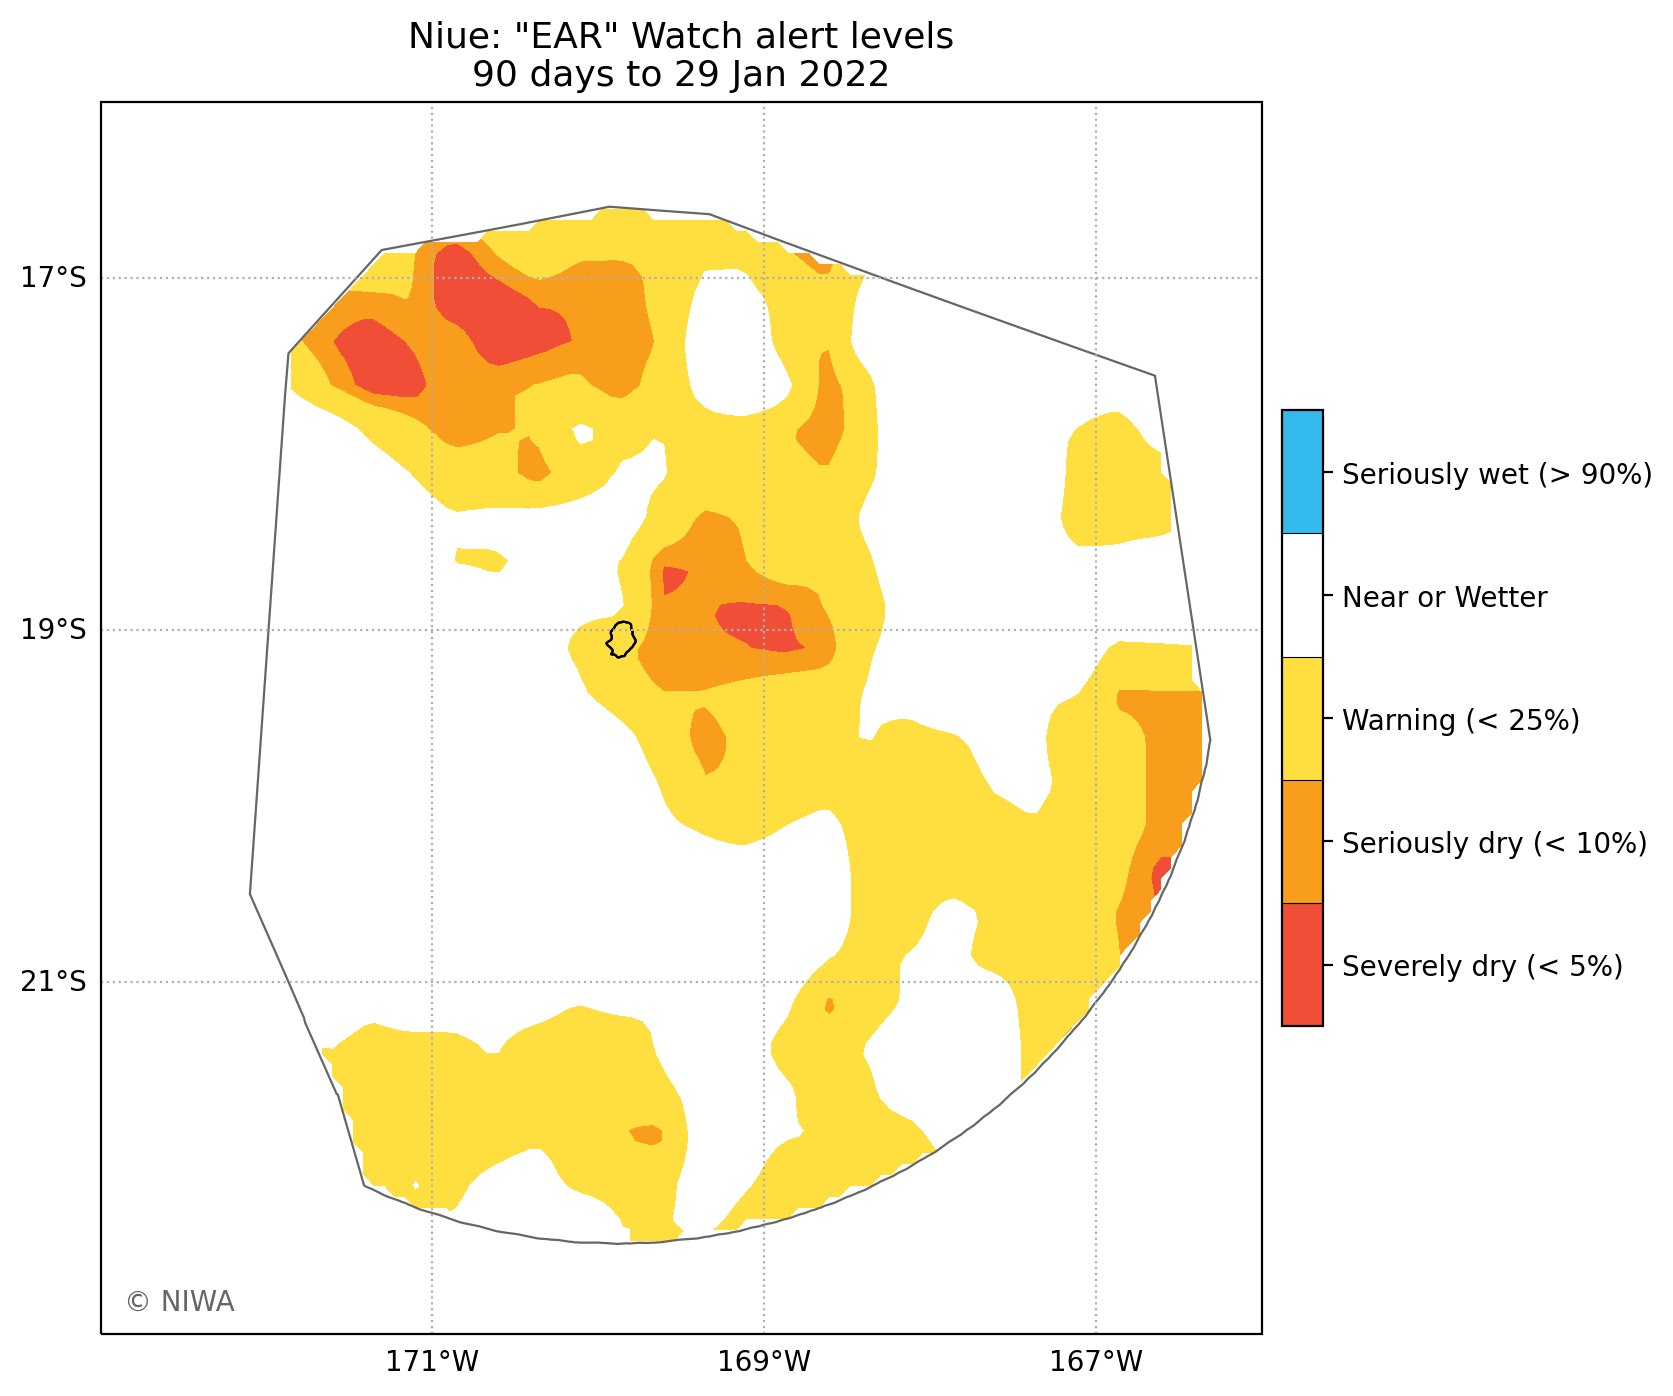 Niue: "EAR" Watch alert levels
90 days to 29 Jan 2022
17°S
19°S
21°S
171°W
169°W
167°W
Seriously wet (> 90%)
Near or Wetter
Warning (< 25%)
Seriously dry (< 10%)
Severely dry (< 5%)
© NIWA